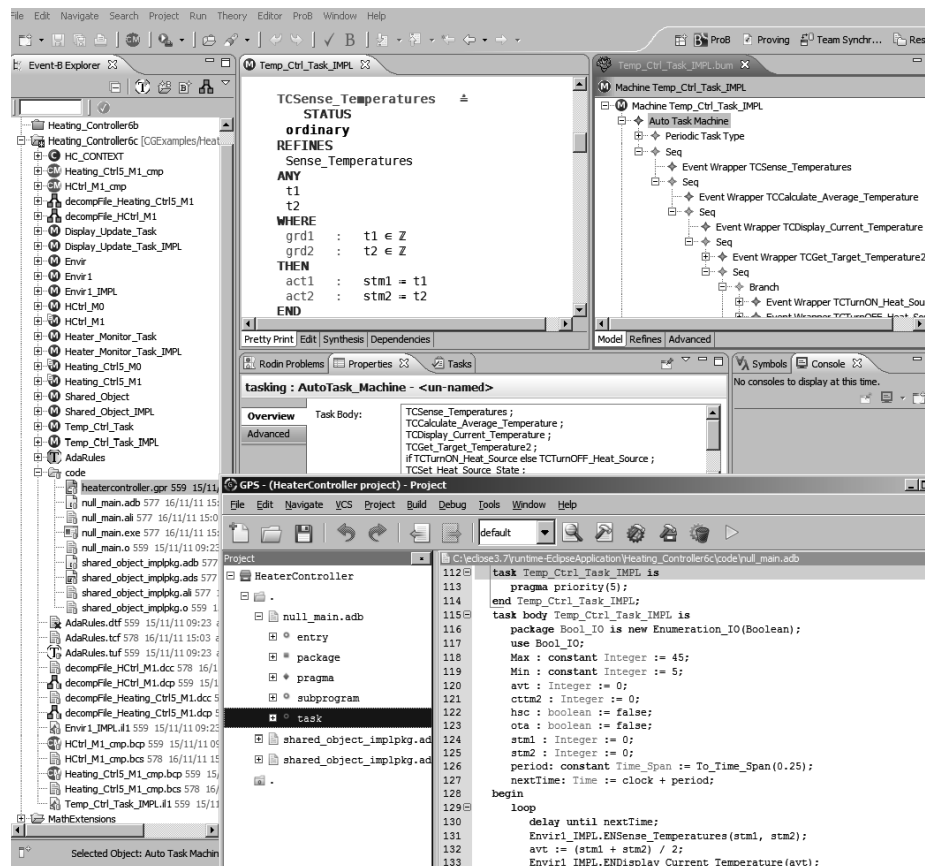 File Edit Navigate Search Project Run Theory Editor ProB Window Help
ProB Proving Team Synchr... Res
Event-B Explorer
Heating_Controller6b
Heating_Controller6c [CGExamples/Heat
HC_CONTEXT
Heating_Ctrl5_M1_cmp
HCtrl_M1_cmp
decompFile_Heating_Ctrl5_M1
decompFile_HCtrl_M1
Display_Update_Task
Display_Update_Task_IMPL
Envir
Envir1
Envir1_IMPL
HCtrl_M0
HCtrl_M1
Heater_Monitor_Task
Heater_Monitor_Task_IMPL
Heating_Ctrl5_M0
Heating_Ctrl5_M1
Shared_Object
Shared_Object_IMPL
Temp_Ctrl_Task
Temp_Ctrl_Task_IMPL
AdaRules
code
heatercontroller.gpr 559 15/11/
null_main.adb 577 16/11/11 15:
null_main.ali 577 16/11/11 15:0
null_main.exe 577 16/11/11 15:
null_main.o 559 15/11/11 09:23
shared_object_implpkg.adb 577
shared_object_implpkg.ads 577
shared_object_implpkg.ali 577
shared_object_implpkg.o 559 1
AdaRules.dtf 559 15/11/11 09:23
AdaRules.tcf 578 16/11/11 15:03
AdaRules.tuf 559 15/11/11 09:23
decompFile_HCtrl_M1.dcc 578 16/1
decompFile_HCtrl_M1.dcp 559 15/1
decompFile_Heating_Ctrl5_M1.dcc 5
decompFile_Heating_Ctrl5_M1.dcp 5
Envir1_IMPL.il1 559 15/11/11 09:23
HCtrl_M1_cmp.bcp 559 15/11/11 09
HCtrl_M1_cmp.bcs 578 16/11/11 15
Heating_Ctrl5_M1_cmp.bcp 559 15/
Heating_Ctrl5_M1_cmp.bcs 578 16/
Temp_Ctrl_Task_IMPL.il1 559 15/11
MathExtensions
Selected Object: Auto Task Machin
Temp_Ctrl_Task_IMPL
TCSense_Temperatures ≙
STATUS
ordinary
REFINES
Sense_Temperatures
ANY
t1
t2
WHERE
grd1 : t1 ∈ ℤ
grd2 : t2 ∈ ℤ
THEN
act1 : stm1 ≔ t1
act2 : stm2 ≔ t2
END
Pretty Print Edit Synthesis Dependencies
Temp_Ctrl_Task_IMPL.bum
Machine Temp_Ctrl_Task_IMPL
Machine Temp_Ctrl_Task_IMPL
Auto Task Machine
Periodic Task Type
Seq
Event Wrapper TCSense_Temperatures
Seq
Event Wrapper TCCalculate_Average_Temperature
Seq
Event Wrapper TCDisplay_Current_Temperature
Seq
Event Wrapper TCGet_Target_Temperature2
Seq
Branch
Event Wrapper TCTurnON_Heat_Sou
Event Wrapper TCTurnOFF_Heat_Sou
Model Refines Advanced
Rodin Problems Properties Tasks
tasking : AutoTask_Machine - <un-named>
Overview
Advanced
Task Body:
TCSense_Temperatures ;
TCCalculate_Average_Temperature ;
TCDisplay_Current_Temperature ;
TCGet_Target_Temperature2 ;
if TCTurnON_Heat_Source else TCTurnOFF_Heat_Source ;
TCSet_Heat_Source_State ;
Symbols Console
No consoles to display at this time.
GPS - (HeaterController project) - Project
File Edit Navigate VCS Project Build Debug Tools Window Help
default
Project
HeaterController
.
null_main.adb
entry
package
pragma
subprogram
task
shared_object_implpkg.ad
shared_object_implpkg.ad
.
C:\eclipse3.7\runtime-EclipseApplication\Heating_Controller6c\code\null_main.adb
112 task Temp_Ctrl_Task_IMPL is
113 pragma priority(5);
114 end Temp_Ctrl_Task_IMPL;
115 task body Temp_Ctrl_Task_IMPL is
116 package Bool_IO is new Enumeration_IO(Boolean);
117 use Bool_IO;
118 Max : constant Integer := 45;
119 Min : constant Integer := 5;
120 avt : Integer := 0;
121 cttm2 : Integer := 0;
122 hsc : boolean := false;
123 ota : boolean := false;
124 stm1 : Integer := 0;
125 stm2 : Integer := 0;
126 period: constant Time_Span := To_Time_Span(0.25);
127 nextTime: Time := clock + period;
128 begin
129 loop
130 delay until nextTime;
131 Envir1_IMPL.ENSense_Temperatures(stm1, stm2);
132 avt := (stm1 + stm2) / 2;
133 Envir1_IMPL.ENDisplay_Current_Temperature(avt);